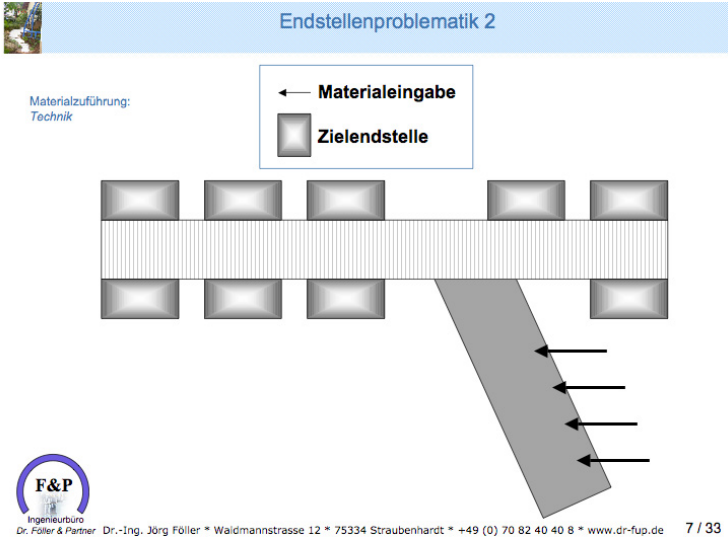 Endstellenproblematik 2
Materialeingabe
Zielendstelle
Materialzuführung:
Technik
F&P
Ingenieurbüro
Dr. Föller & Partner Dr.-Ing. Jörg Föller * Waldmannstrasse 12 * 75334 Straubenhardt * +49 (0) 70 82 40 40 8 * www.dr-fup.de 7 / 33